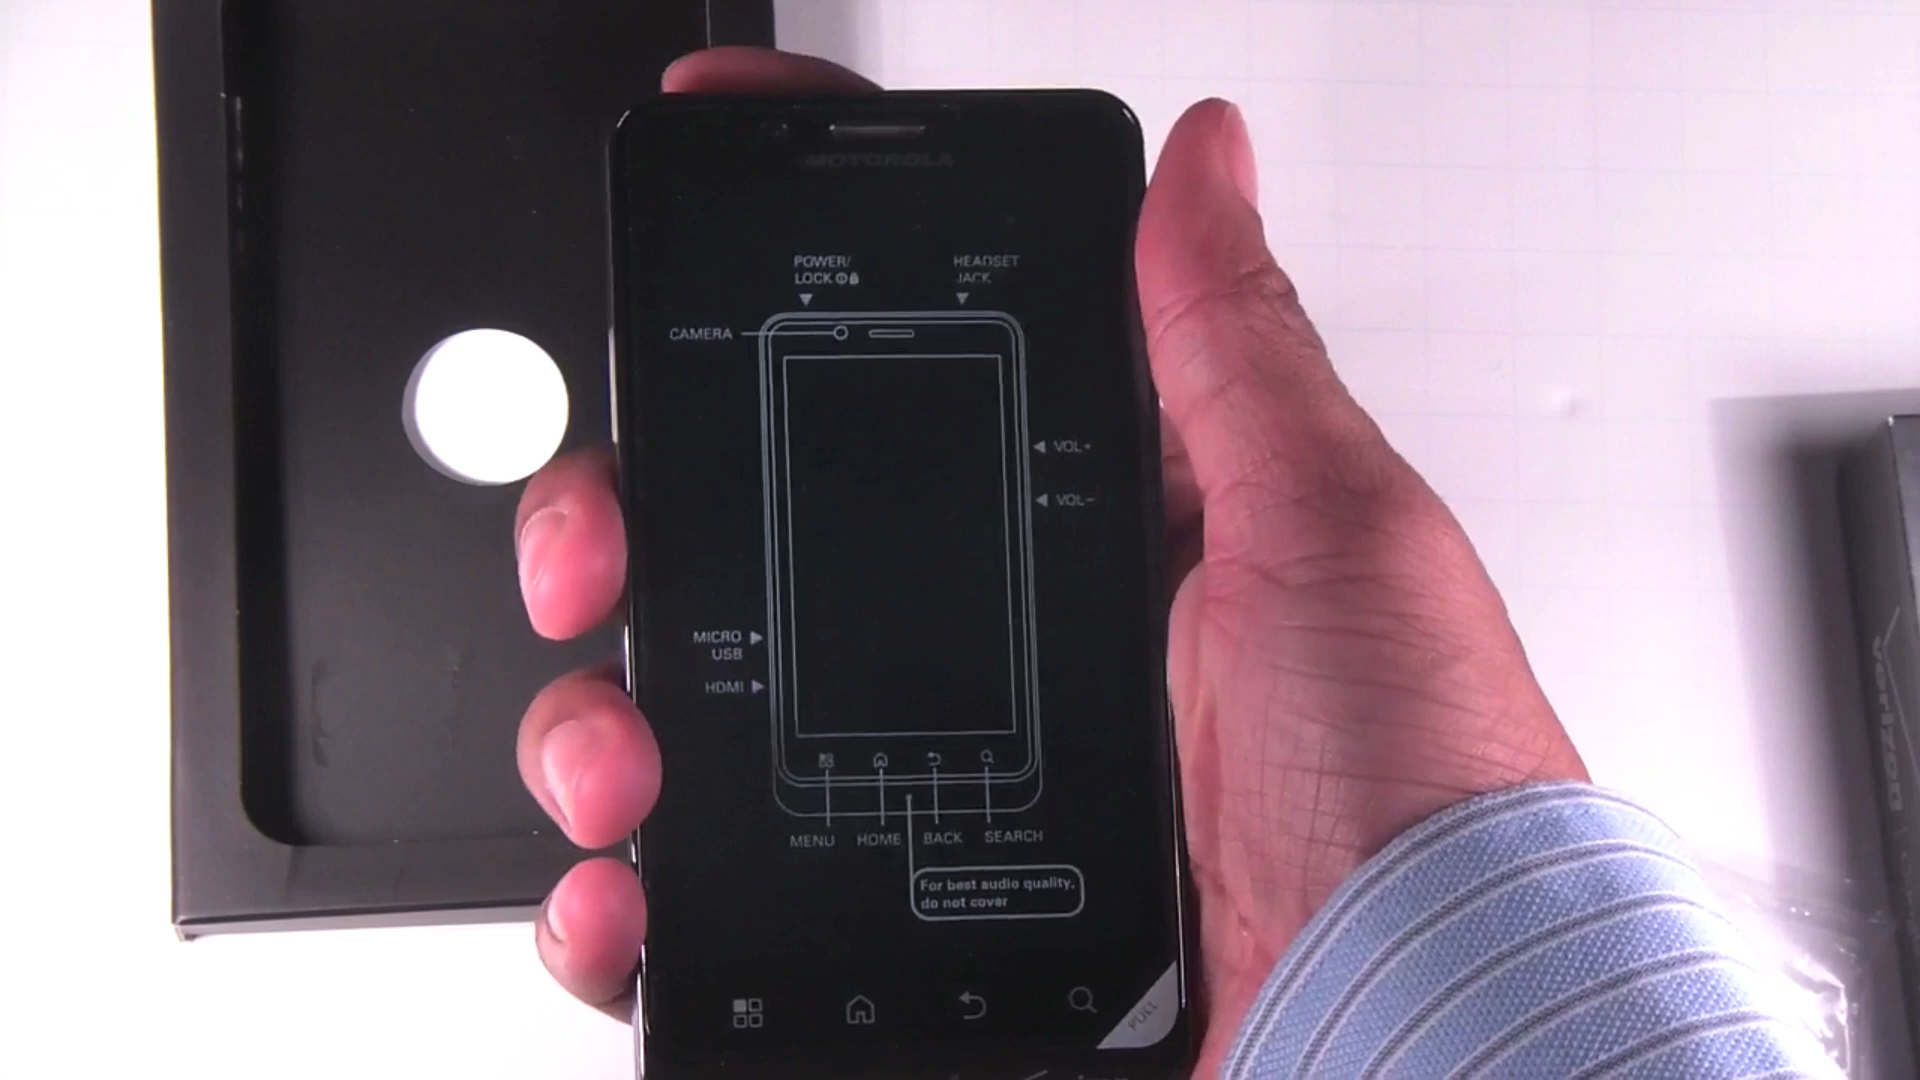 MOTOROLA
POWER/
LOCK
HEADSET
JACK
CAMERA
VOL+
VOL–
MICRO
USB
HDMI
MENU HOME BACK SEARCH
For best audio quality,
do not cover
PULL
verizon